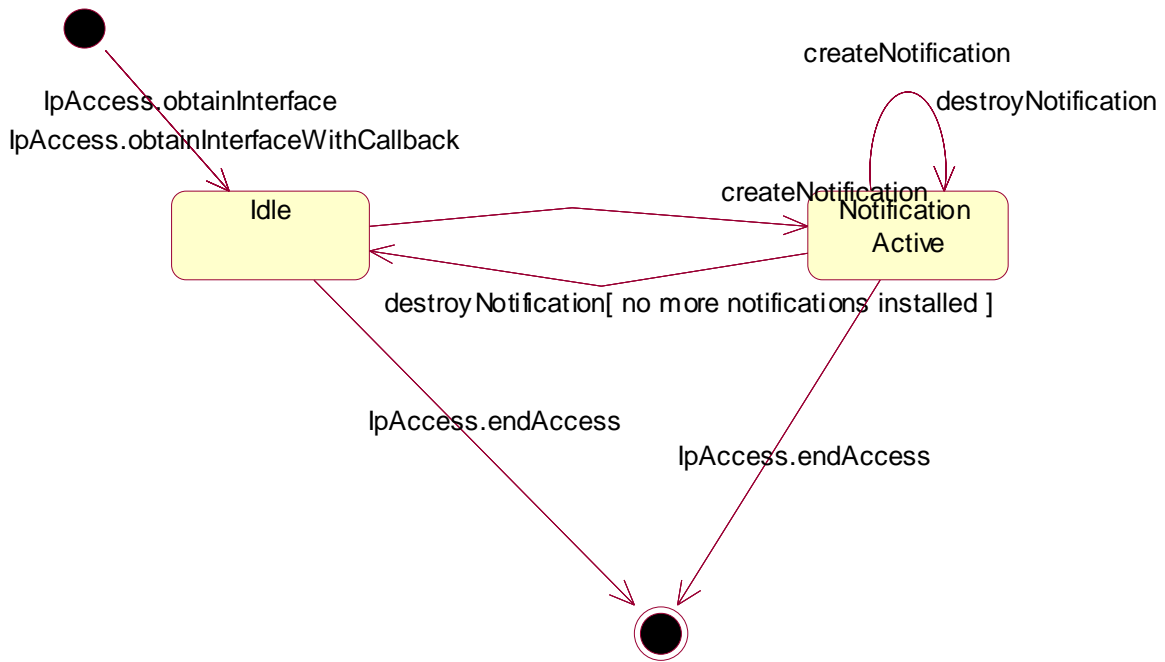 createNotification
IpAccess.obtainInterface
destroyNotification
IpAccess.obtainInterfaceWithCallback
createNotification
Idle
Notification
Active
destroyNotification[ no more notifications installed ]
IpAccess.endAccess
IpAccess.endAccess